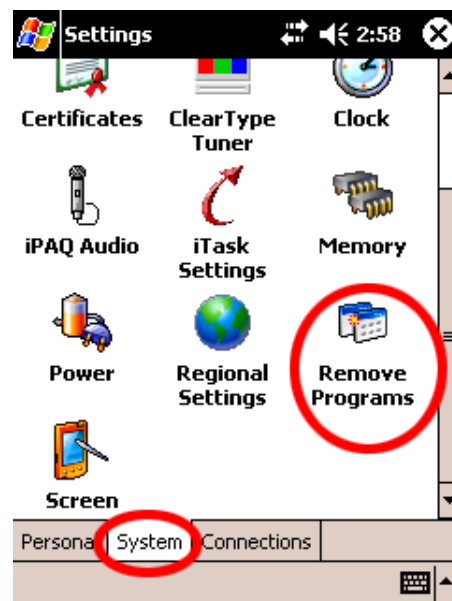 Settings 2:58
Certificates ClearType Tuner Clock
iPAQ Audio iTask Settings Memory
Power Regional Settings Remove Programs
Screen
Personal System Connections